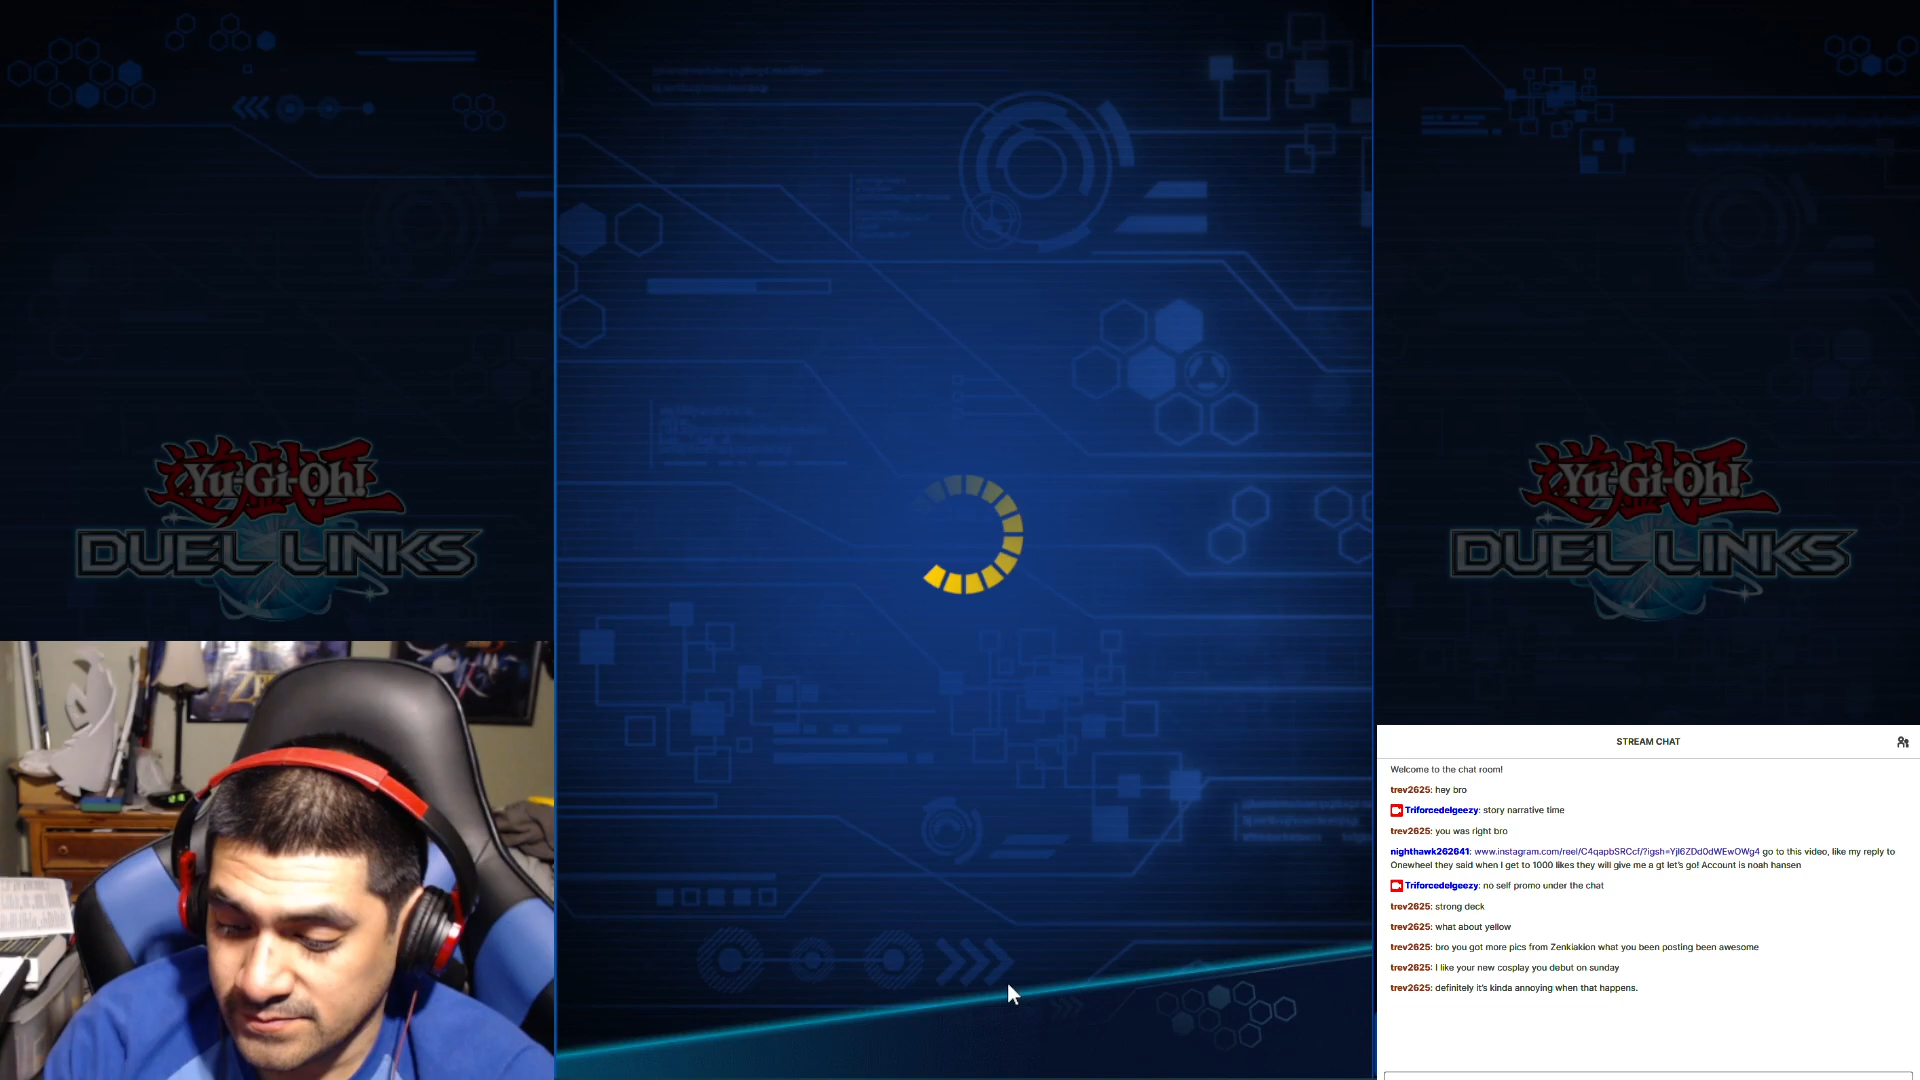 Yu-Gi-Oh!
DUEL LINKS
Yu-Gi-Oh!
DUEL LINKS
STREAM CHAT
Welcome to the chat room!
trev2625: hey bro
Triforcedelgeezy: story narrative time
trev2625: you was right bro
nighthawk262641: www.instagram.com/reel/C4qapbSRCcf/?igsh=YjI6ZDd0dWEwOWg4 go to this video, like my reply to
Onewheel they said when I get to 1000 likes they will give me a gt let's go! Account is noah hansen
Triforcedelgeezy: no self promo under the chat
trev2625: strong deck
trev2625: what about yellow
trev2625: bro you got more pics from Zenkiakion what you been posting been awesome
trev2625: I like your new cosplay you debut on sunday
trev2625: definitely it's kinda annoying when that happens.